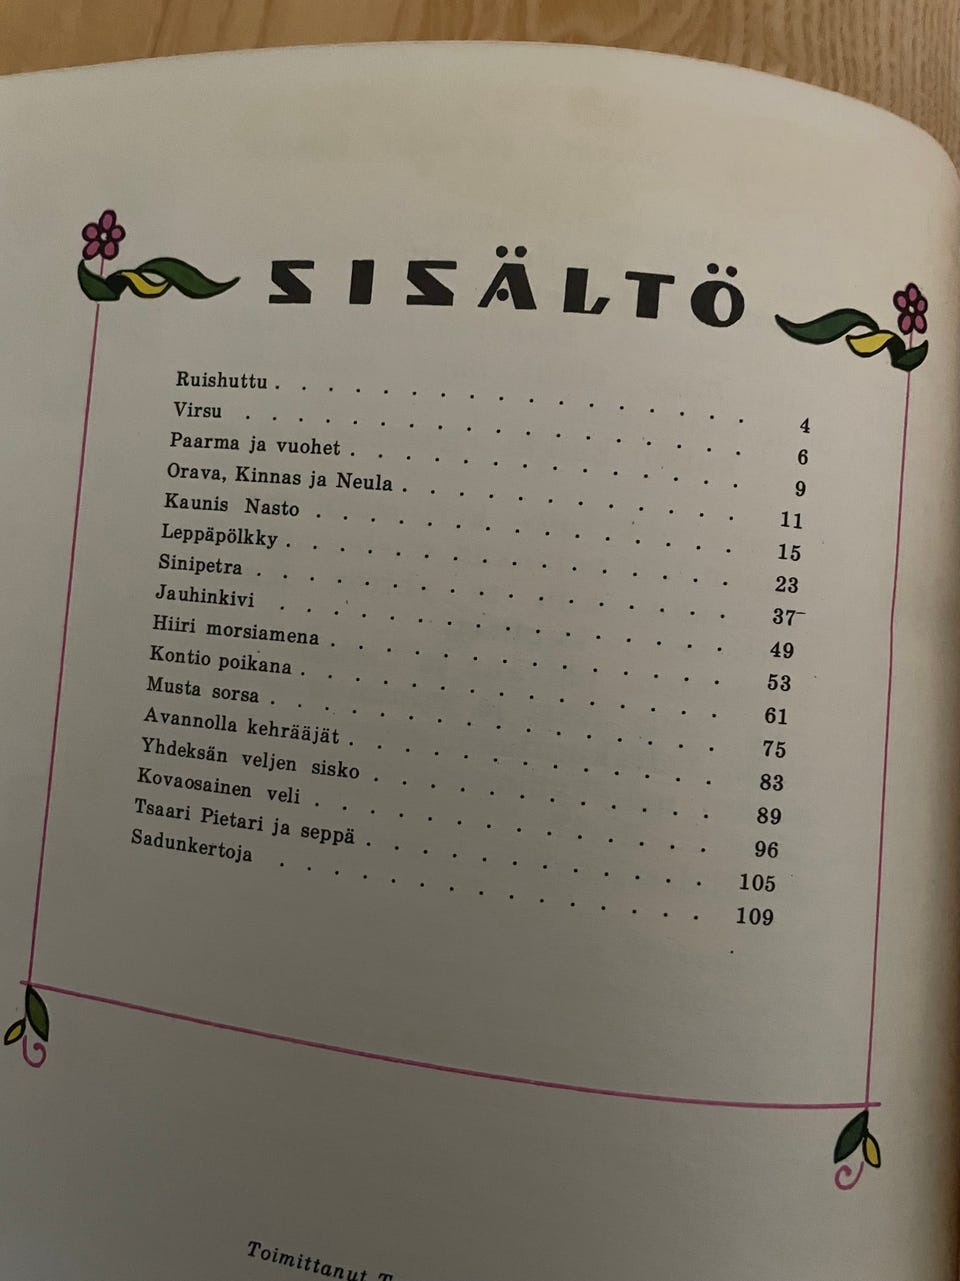 SISÄLTÖ
Ruishuttu . . . . . . . . . . . . . . . . . . 4
Virsu . . . . . . . . . . . . . . . . . . . 6
Paarma ja vuohet . . . . . . . . . . . . . . . 9
Orava, Kinnas ja Neula . . . . . . . . . . . . . 11
Kaunis Nasto . . . . . . . . . . . . . . . . 15
Leppäpölkky . . . . . . . . . . . . . . . . . 23
Sinipetra . . . . . . . . . . . . . . . . . . 37
Jauhinkivi . . . . . . . . . . . . . . . . . 49
Hiiri morsiamena . . . . . . . . . . . . . . . 53
Kontio poikana . . . . . . . . . . . . . . . . 61
Musta sorsa . . . . . . . . . . . . . . . . . 75
Avannolla kehrääjät . . . . . . . . . . . . . . 83
Yhdeksän veljen sisko . . . . . . . . . . . . . 89
Kovaosainen veli . . . . . . . . . . . . . . . 96
Tsaari Pietari ja seppä . . . . . . . . . . . . . 105
Sadunkertoja . . . . . . . . . . . . . . . . 109
Toimittanut